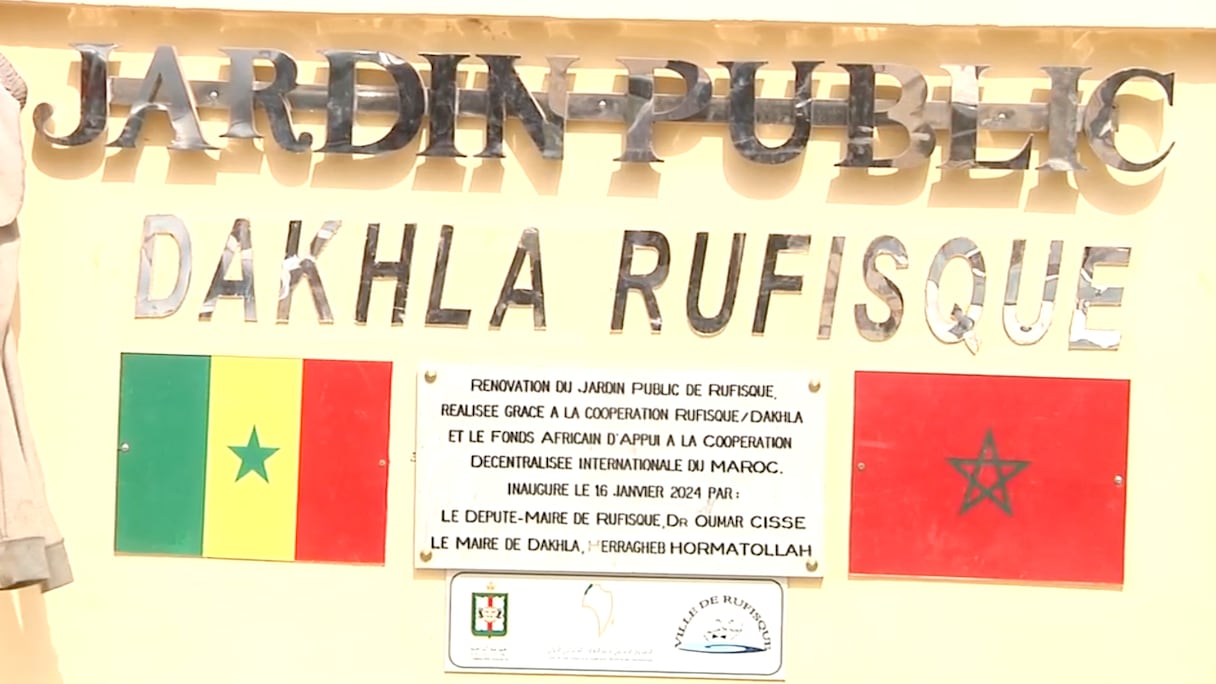 JARDIN PUBLIC
DAKHLA RUFISQUE
RENOVATION DU JARDIN PUBLIC DE RUFISQUE,
REALISEE GRACE A LA COOPERATION RUFISQUE/DAKHLA
ET LE FONDS AFRICAIN D'APPUI A LA COOPERATION
DECENTRALISEE INTERNATIONALE DU MAROC.
INAUGURE LE 16 JANVIER 2024 PAR:
LE DEPUTE-MAIRE DE RUFISQUE, DR OUMAR CISSE
LE MAIRE DE DAKHLA, HERRAGHEB HORMATOLLAH
VILLE DE RUFISQUE